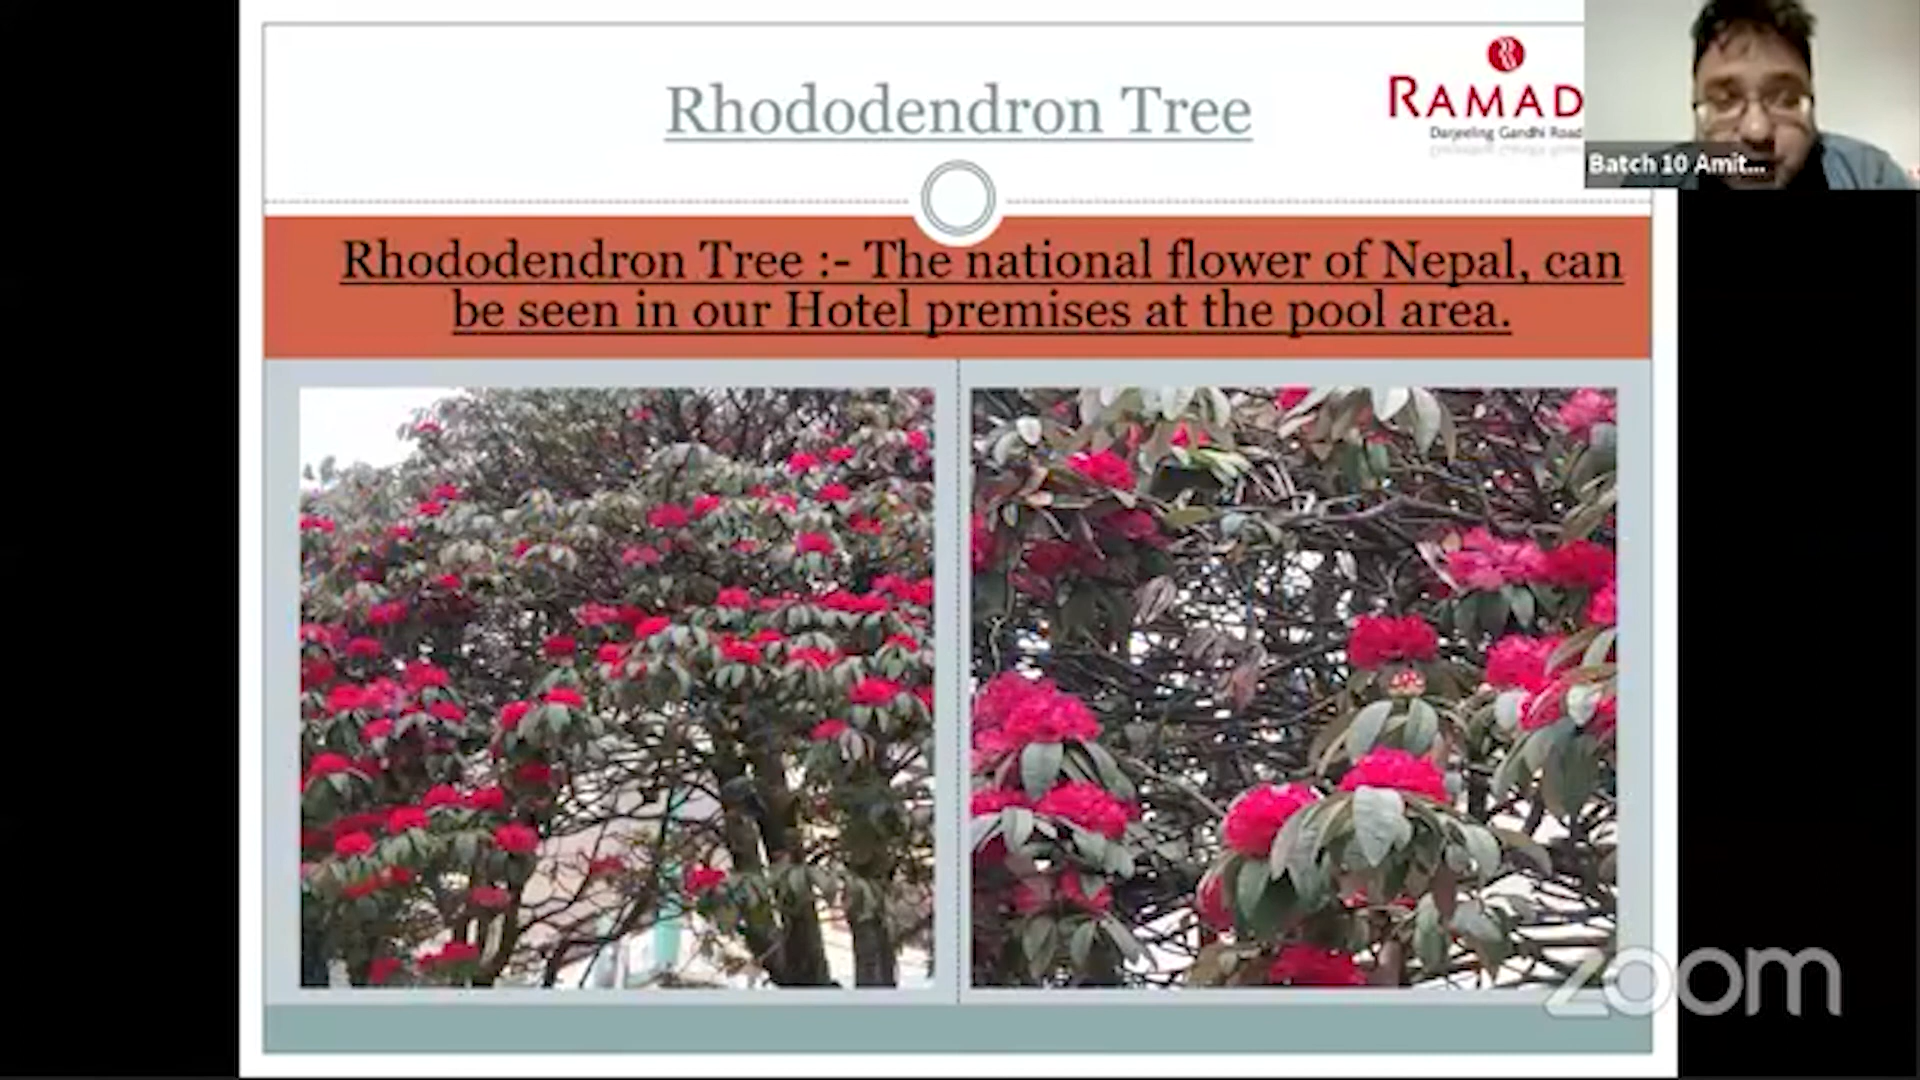 Rhododendron Tree
RAMAD
Darjeeling Gandhi Road
Batch 10 Amit...
Rhododendron Tree :- The national flower of Nepal, can
be seen in our Hotel premises at the pool area.
zoom